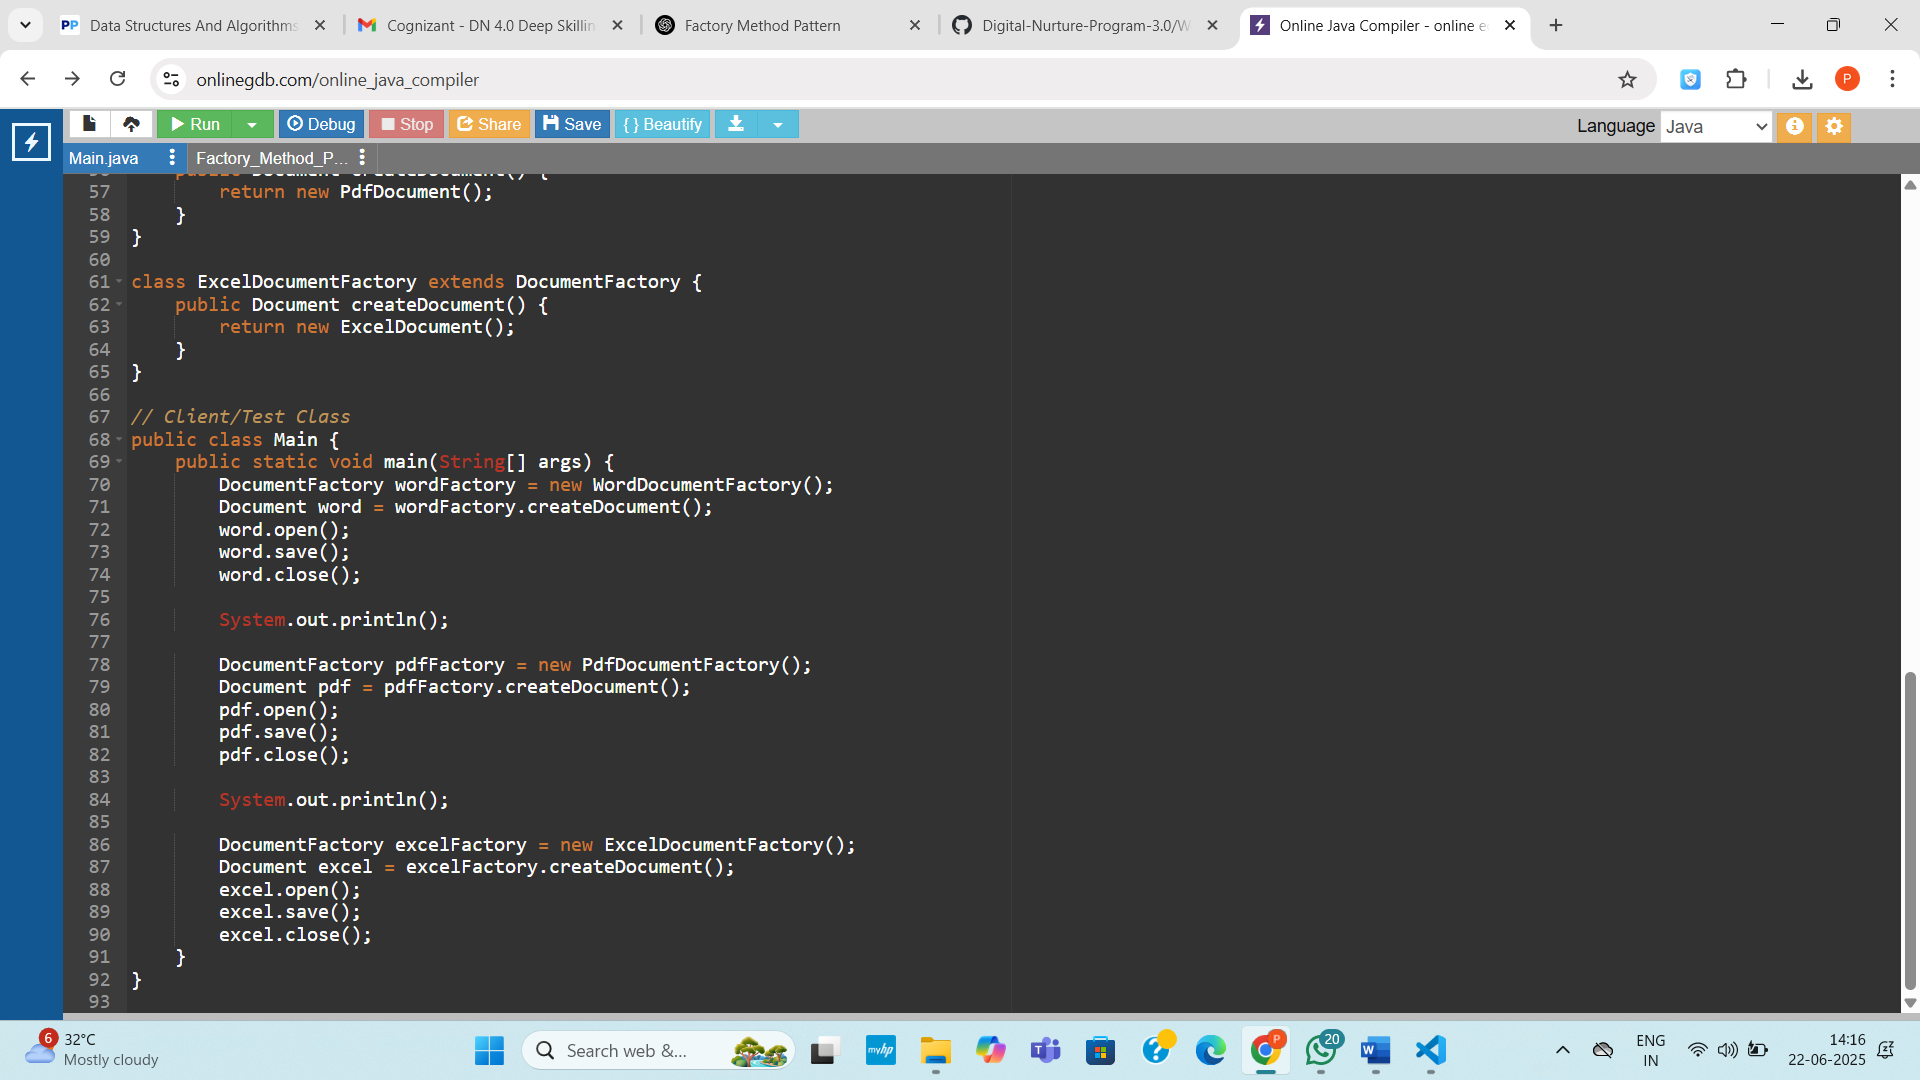 Data Structures And Algorithms
Cognizant - DN 4.0 Deep Skillin
Factory Method Pattern
Digital-Nurture-Program-3.0/W
Online Java Compiler - online e
onlinegdb.com/online_java_compiler
P
Run
Debug
Stop
Share
Save
{ } Beautify
Language Java
Main.java
Factory_Method_P...
56 public Document createDocument() {
57 return new PdfDocument();
58 }
59 }
60
61 class ExcelDocumentFactory extends DocumentFactory {
62 public Document createDocument() {
63 return new ExcelDocument();
64 }
65 }
66
67 // Client/Test Class
68 public class Main {
69 public static void main(String[] args) {
70 DocumentFactory wordFactory = new WordDocumentFactory();
71 Document word = wordFactory.createDocument();
72 word.open();
73 word.save();
74 word.close();
75
76 System.out.println();
77
78 DocumentFactory pdfFactory = new PdfDocumentFactory();
79 Document pdf = pdfFactory.createDocument();
80 pdf.open();
81 pdf.save();
82 pdf.close();
83
84 System.out.println();
85
86 DocumentFactory excelFactory = new ExcelDocumentFactory();
87 Document excel = excelFactory.createDocument();
88 excel.open();
89 excel.save();
90 excel.close();
91 }
92 }
93
6
32°C
Mostly cloudy
Search web &...
myhp
P
20
ENG
IN
14:16
22-06-2025